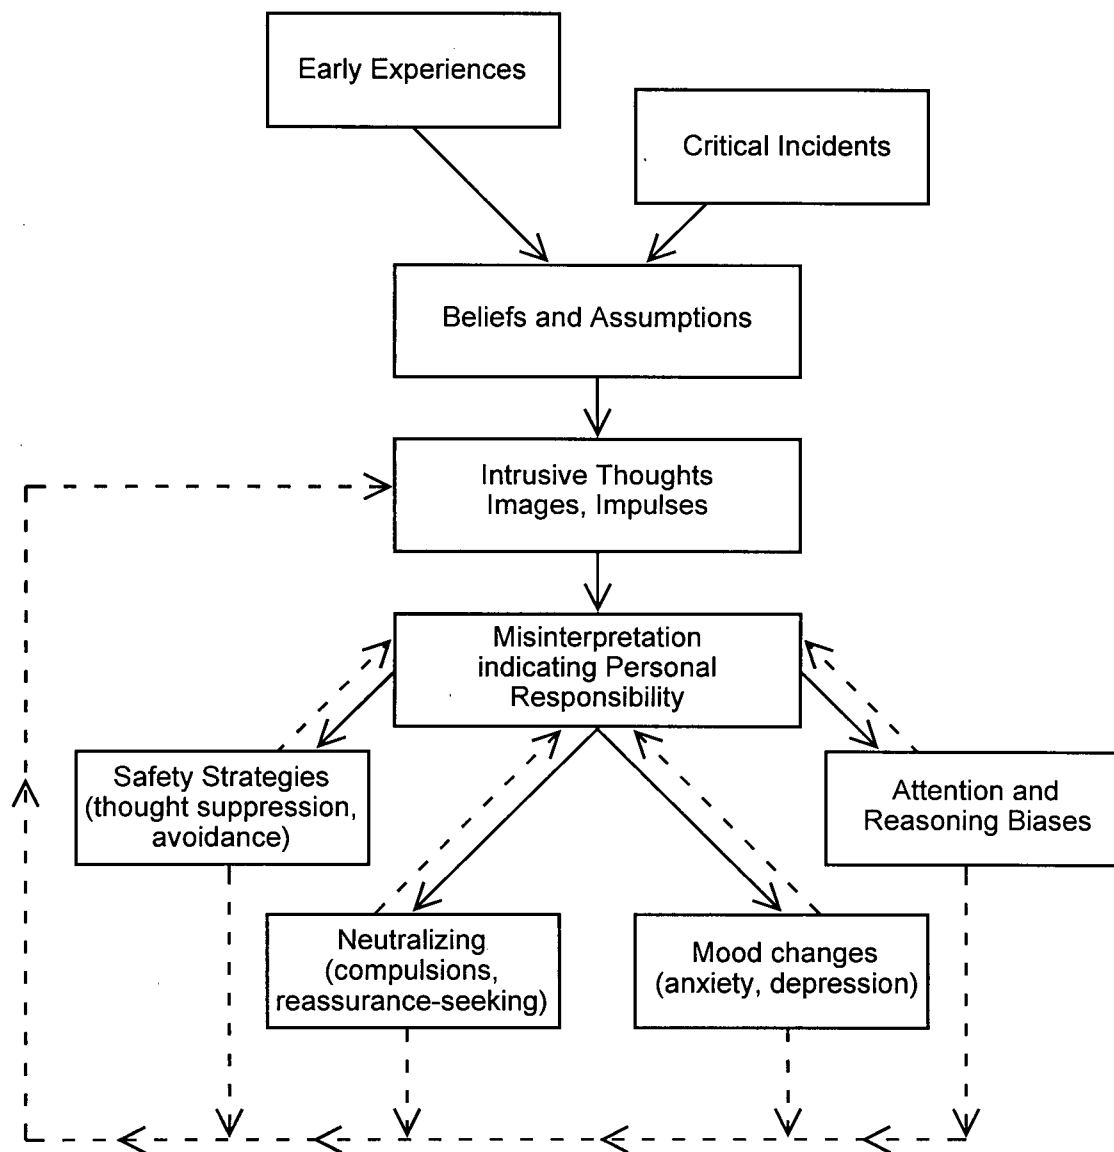 Early Experiences
Critical Incidents
Beliefs and Assumptions
Intrusive Thoughts
Images, Impulses
Misinterpretation
indicating Personal
Responsibility
Safety Strategies
(thought suppression,
avoidance)
Attention and
Reasoning Biases
Neutralizing
(compulsions,
reassurance-seeking)
Mood changes
(anxiety, depression)